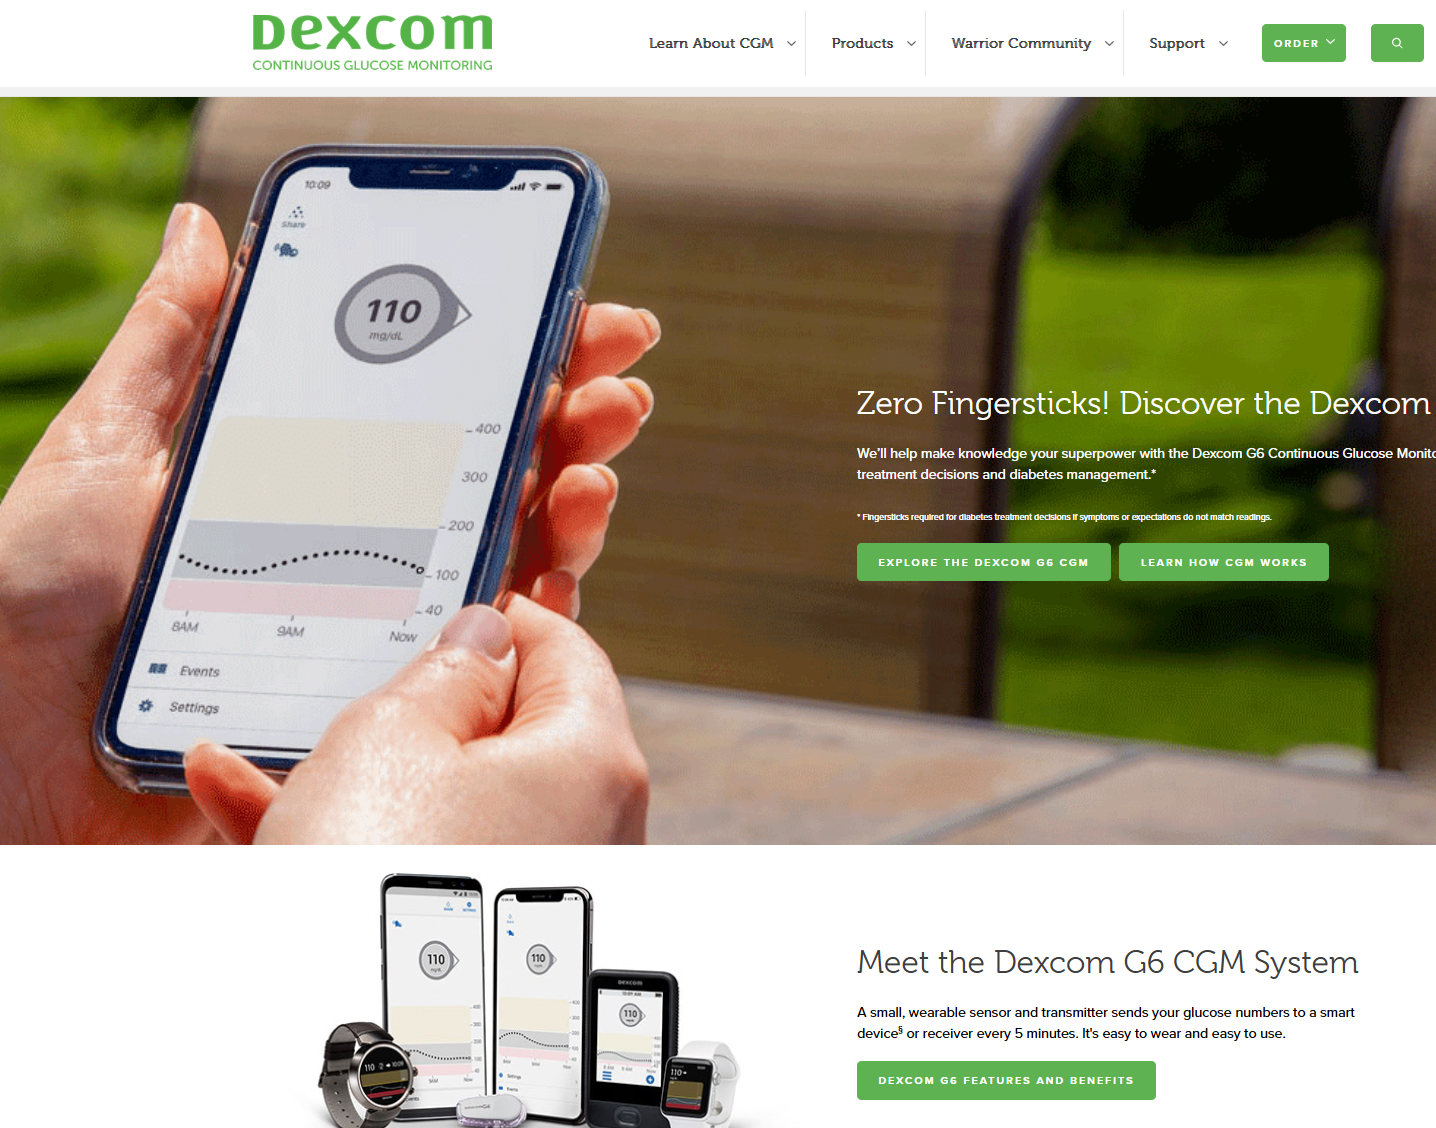 Dexcom
CONTINUOUS GLUCOSE MONITORING
Learn About CGM
Products
Warrior Community
Support
ORDER
10:09
Share
110
mg/dL
400
300
200
100
40
8AM
9AM
Now
Events
Settings
Zero Fingersticks! Discover the Dexcom
We'll help make knowledge your superpower with the Dexcom G6 Continuous Glucose Monito
treatment decisions and diabetes management.*
* Fingersticks required for diabetes treatment decisions if symptoms or expectations do not match readings.
EXPLORE THE DEXCOM G6 CGM
LEARN HOW CGM WORKS
110
110
110
110
110
Meet the Dexcom G6 CGM System
A small, wearable sensor and transmitter sends your glucose numbers to a smart
device§ or receiver every 5 minutes. It's easy to wear and easy to use.
DEXCOM G6 FEATURES AND BENEFITS